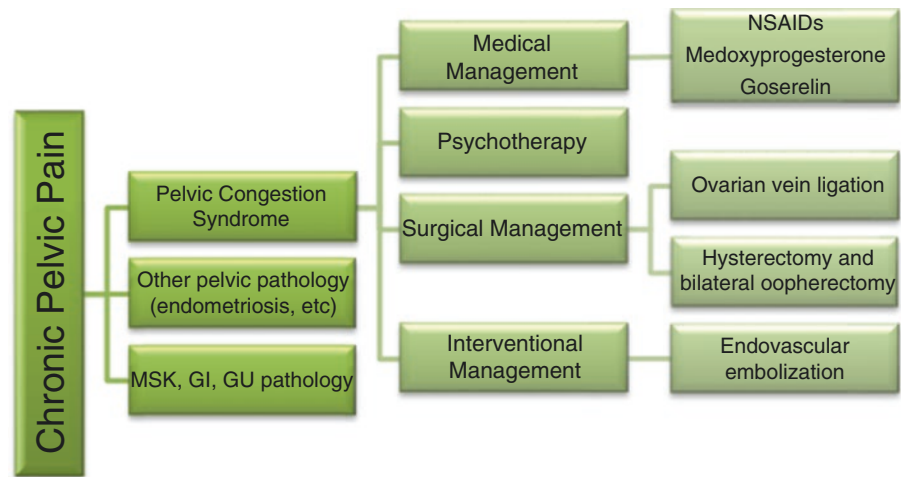 Chronic Pelvic Pain
Pelvic Congestion
Syndrome
Other pelvic pathology
(endometriosis, etc)
MSK, GI, GU pathology
Medical
Management
Psychotherapy
Surgical Management
Interventional
Management
NSAIDs
Medoxyprogesterone
Goserelin
Ovarian vein ligation
Hysterectomy and
bilateral oopherectomy
Endovascular
embolization